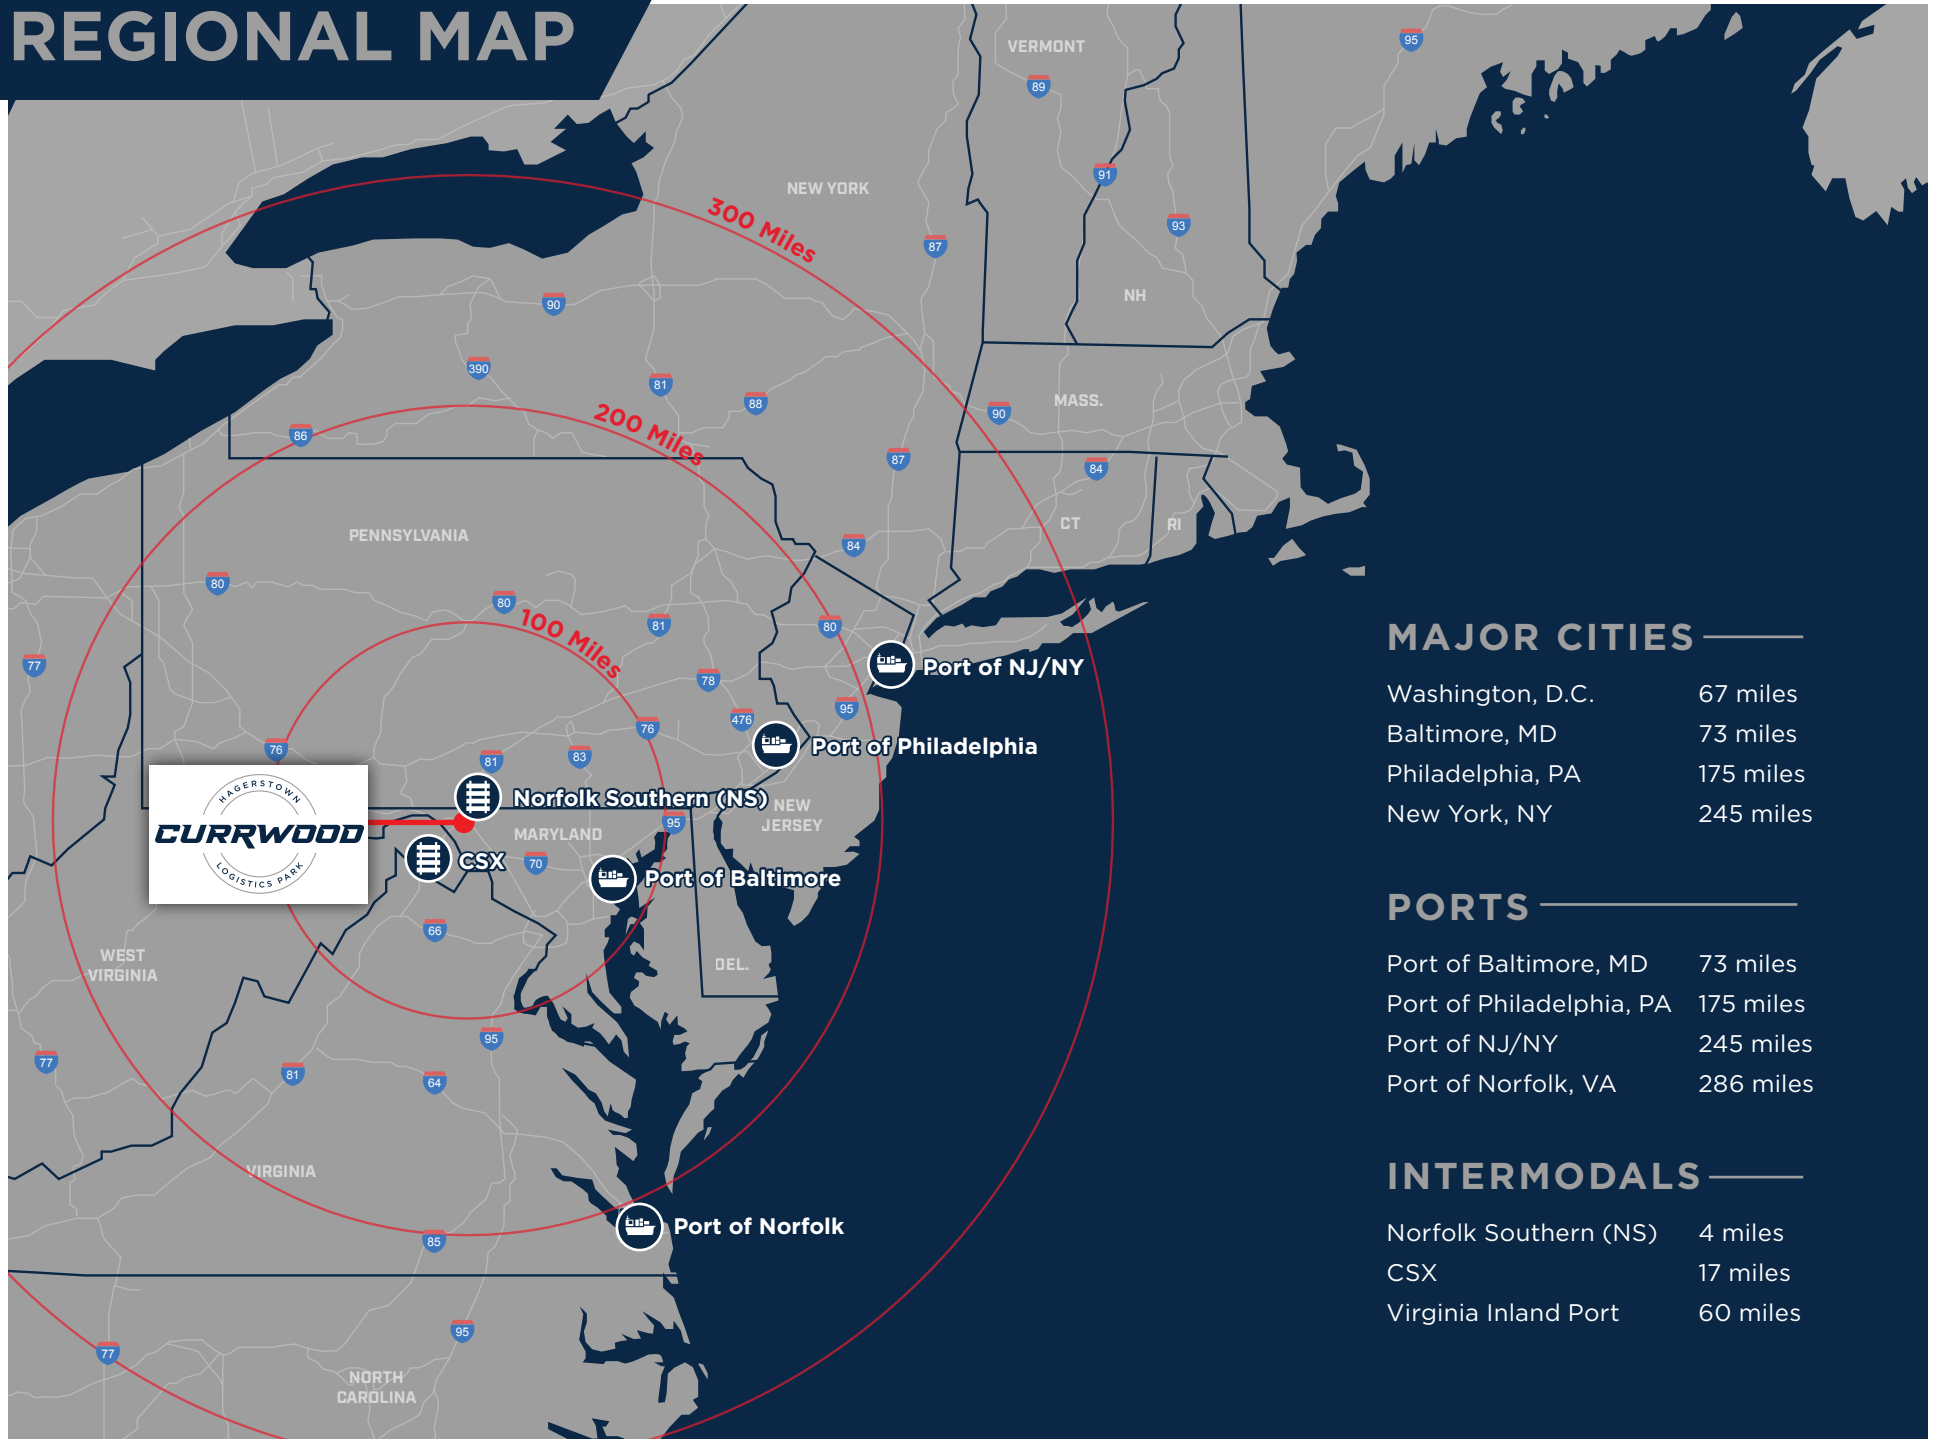 REGIONAL MAP
VERMONT
95
89
91
NEW YORK
93
300 Miles
87
NH
90
390
81
88
MASS.
90
200 Miles
86
87
84
PENNSYLVANIA
CT
RI
84
80
80
100 Miles
81
80
77
Port of NJ/NY
78
95
476
76
76
Port of Philadelphia
81
83
HAGERSTOWN
CURRWOOD
LOGISTICS PARK
Norfolk Southern (NS)
NEW
JERSEY
95
MARYLAND
CSX
70
Port of Baltimore
66
WEST
VIRGINIA
DEL.
95
77
81
64
VIRGINIA
Port of Norfolk
85
95
77
NORTH
CAROLINA
MAJOR CITIES
Washington, D.C. 67 miles
Baltimore, MD 73 miles
Philadelphia, PA 175 miles
New York, NY 245 miles
PORTS
Port of Baltimore, MD 73 miles
Port of Philadelphia, PA 175 miles
Port of NJ/NY 245 miles
Port of Norfolk, VA 286 miles
INTERMODALS
Norfolk Southern (NS) 4 miles
CSX 17 miles
Virginia Inland Port 60 miles